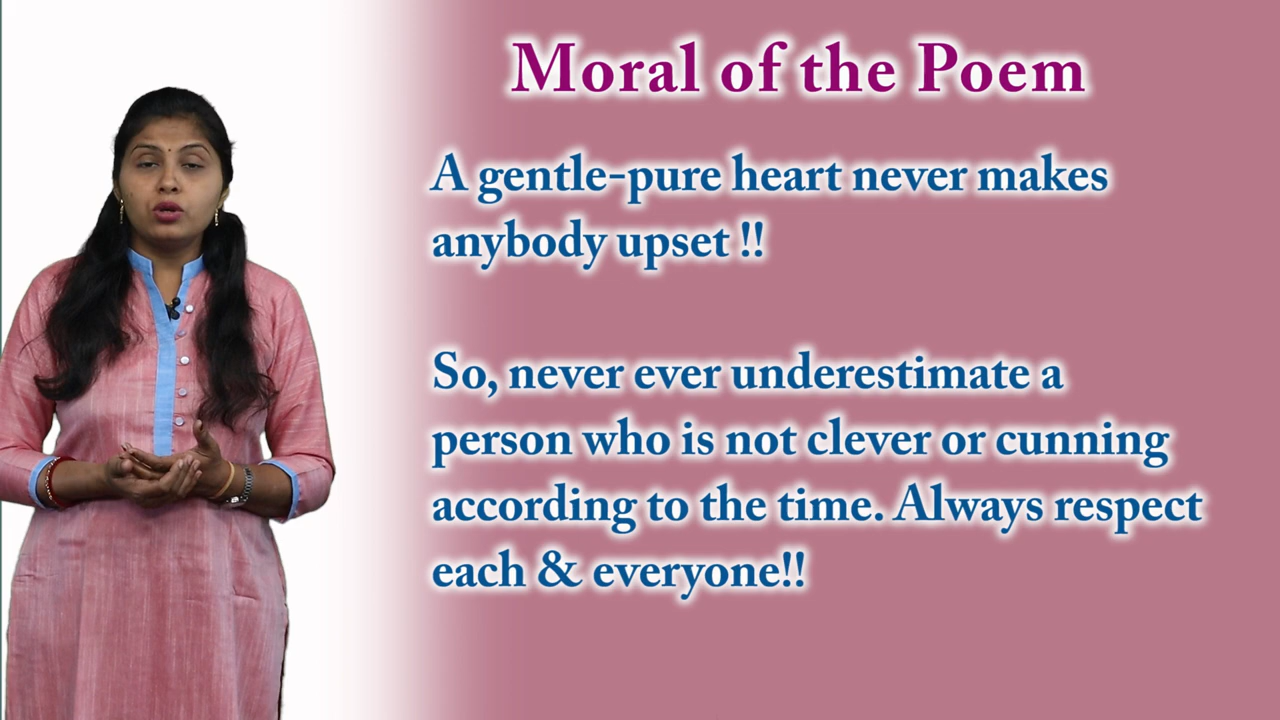 Moral of the Poem
A gentle-pure heart never makes
anybody upset !!
So, never ever underestimate a
person who is not clever or cunning
according to the time. Always respect
each & everyone!!